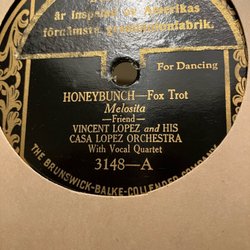 är inspelad av Amerikas
förnämsta grammofonfabrik.
For Dancing
HONEYBUNCH—Fox Trot
Melosita
—Friend—
VINCENT LOPEZ and HIS
CASA LOPEZ ORCHESTRA
With Vocal Quartet
3148—A
THE BRUNSWICK-BALKE-COLLENDER COMPANY